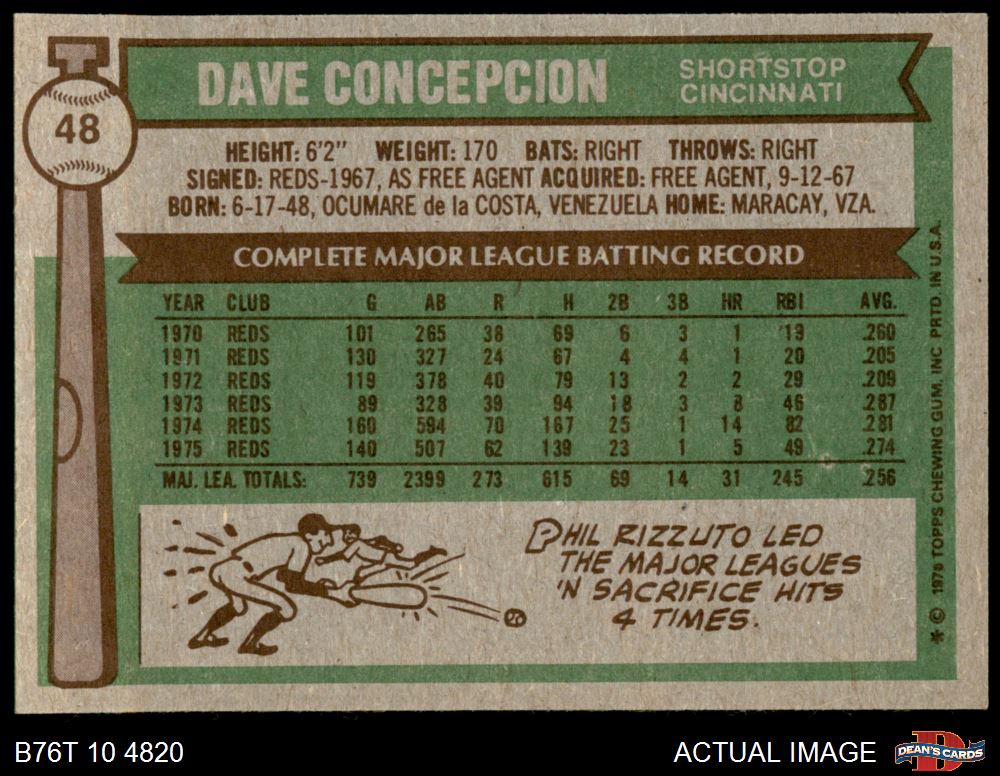 48
DAVE CONCEPCION
SHORTSTOP
CINCINNATI
HEIGHT: 6'2" WEIGHT: 170 BATS: RIGHT THROWS: RIGHT
SIGNED: REDS-1967, AS FREE AGENT ACQUIRED: FREE AGENT, 9-12-67
BORN: 6-17-48, OCUMARE de la COSTA, VENEZUELA HOME: MARACAY, VZA.
COMPLETE MAJOR LEAGUE BATTING RECORD
YEAR CLUB G AB R H 2B 3B HR RBI AVG.
1970 REDS 101 265 38 69 6 3 1 19 .260
1971 REDS 130 327 24 67 4 4 1 20 .205
1972 REDS 119 378 40 79 13 2 2 29 .209
1973 REDS 89 328 39 94 18 3 8 46 .287
1974 REDS 160 594 70 167 25 1 14 82 .281
1975 REDS 140 507 62 139 23 1 5 49 .274
MAJ. LEA. TOTALS: 739 2399 273 615 69 14 31 245 .256
PHIL RIZZUTO LED
THE MAJOR LEAGUES
'N SACRIFICE HITS
4 TIMES.
* © 1976 TOPPS CHEWING GUM, INC. PRTD. IN U.S.A.
B76T 10 4820
ACTUAL IMAGE
DEAN'S CARDS